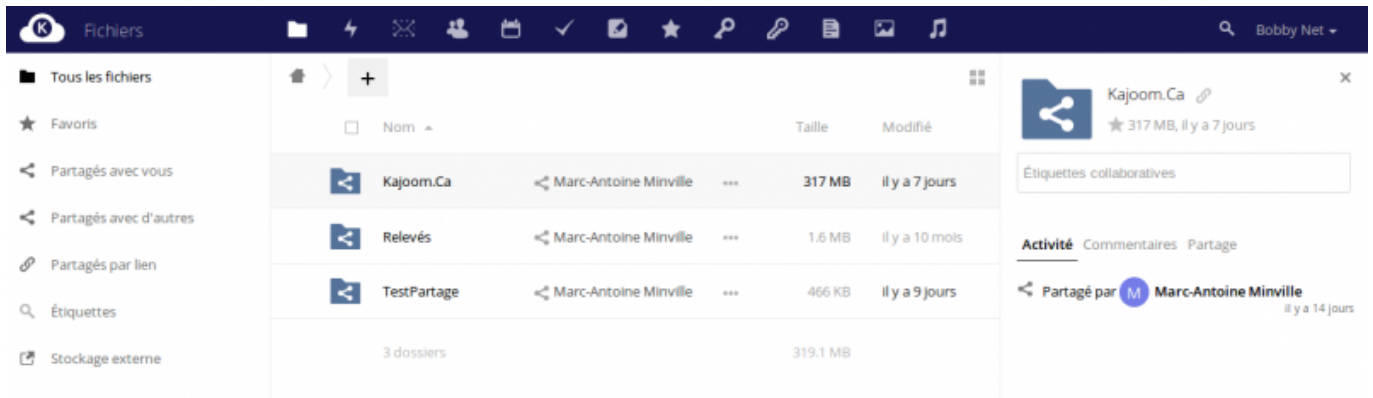 K Fichiers Bobby Net
Tous les fichiers
Favoris
Partagés avec vous
Partagés avec d'autres
Partagés par lien
Étiquettes
Stockage externe
+
Nom Taille Modifié
Kajoom.Ca Marc-Antoine Minville ••• 317 MB il y a 7 jours
Relevés Marc-Antoine Minville ••• 1.6 MB il y a 10 mois
TestPartage Marc-Antoine Minville ••• 466 KB il y a 9 jours
3 dossiers 319.1 MB
Kajoom.Ca
317 MB, il y a 7 jours
Étiquettes collaboratives
Activité Commentaires Partage
Partagé par M Marc-Antoine Minville
il y a 14 jours